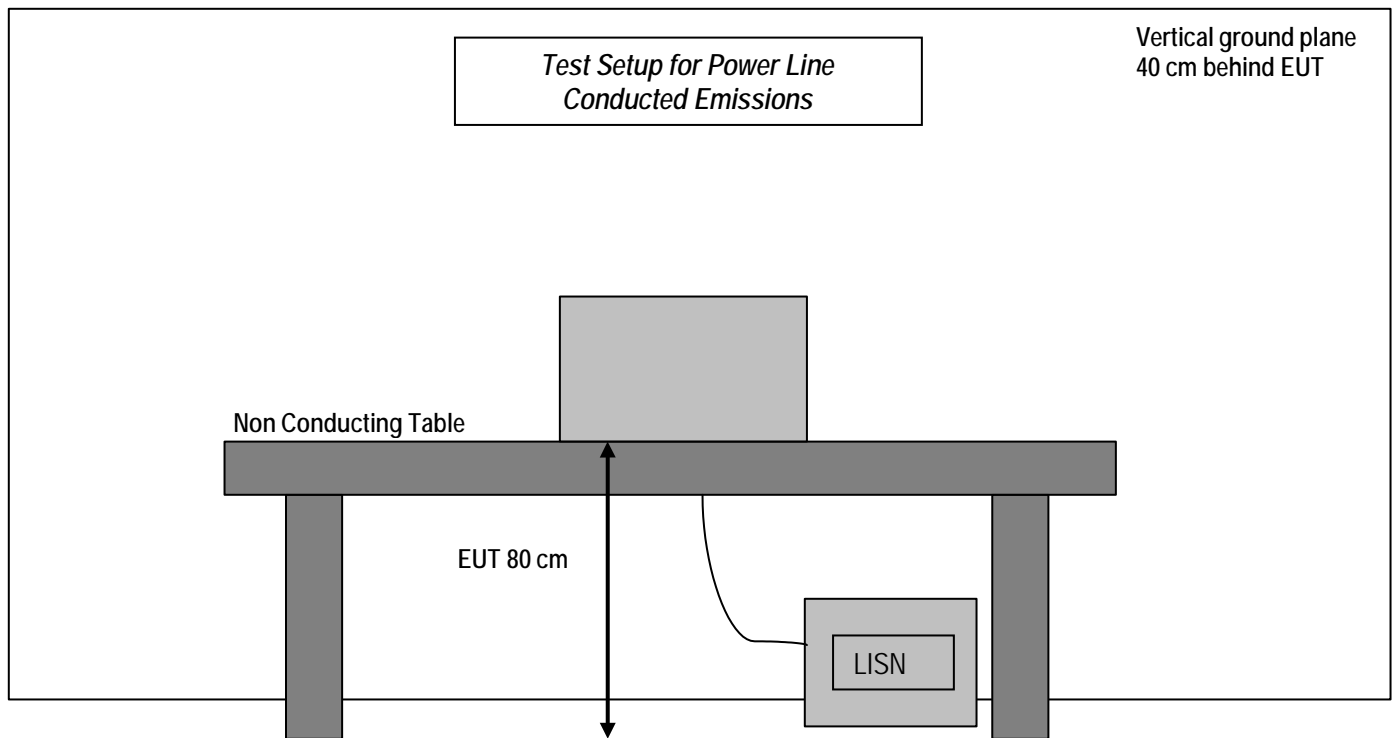 Test Setup for Power Line
Conducted Emissions
Vertical ground plane
40 cm behind EUT
Non Conducting Table
EUT 80 cm
LISN